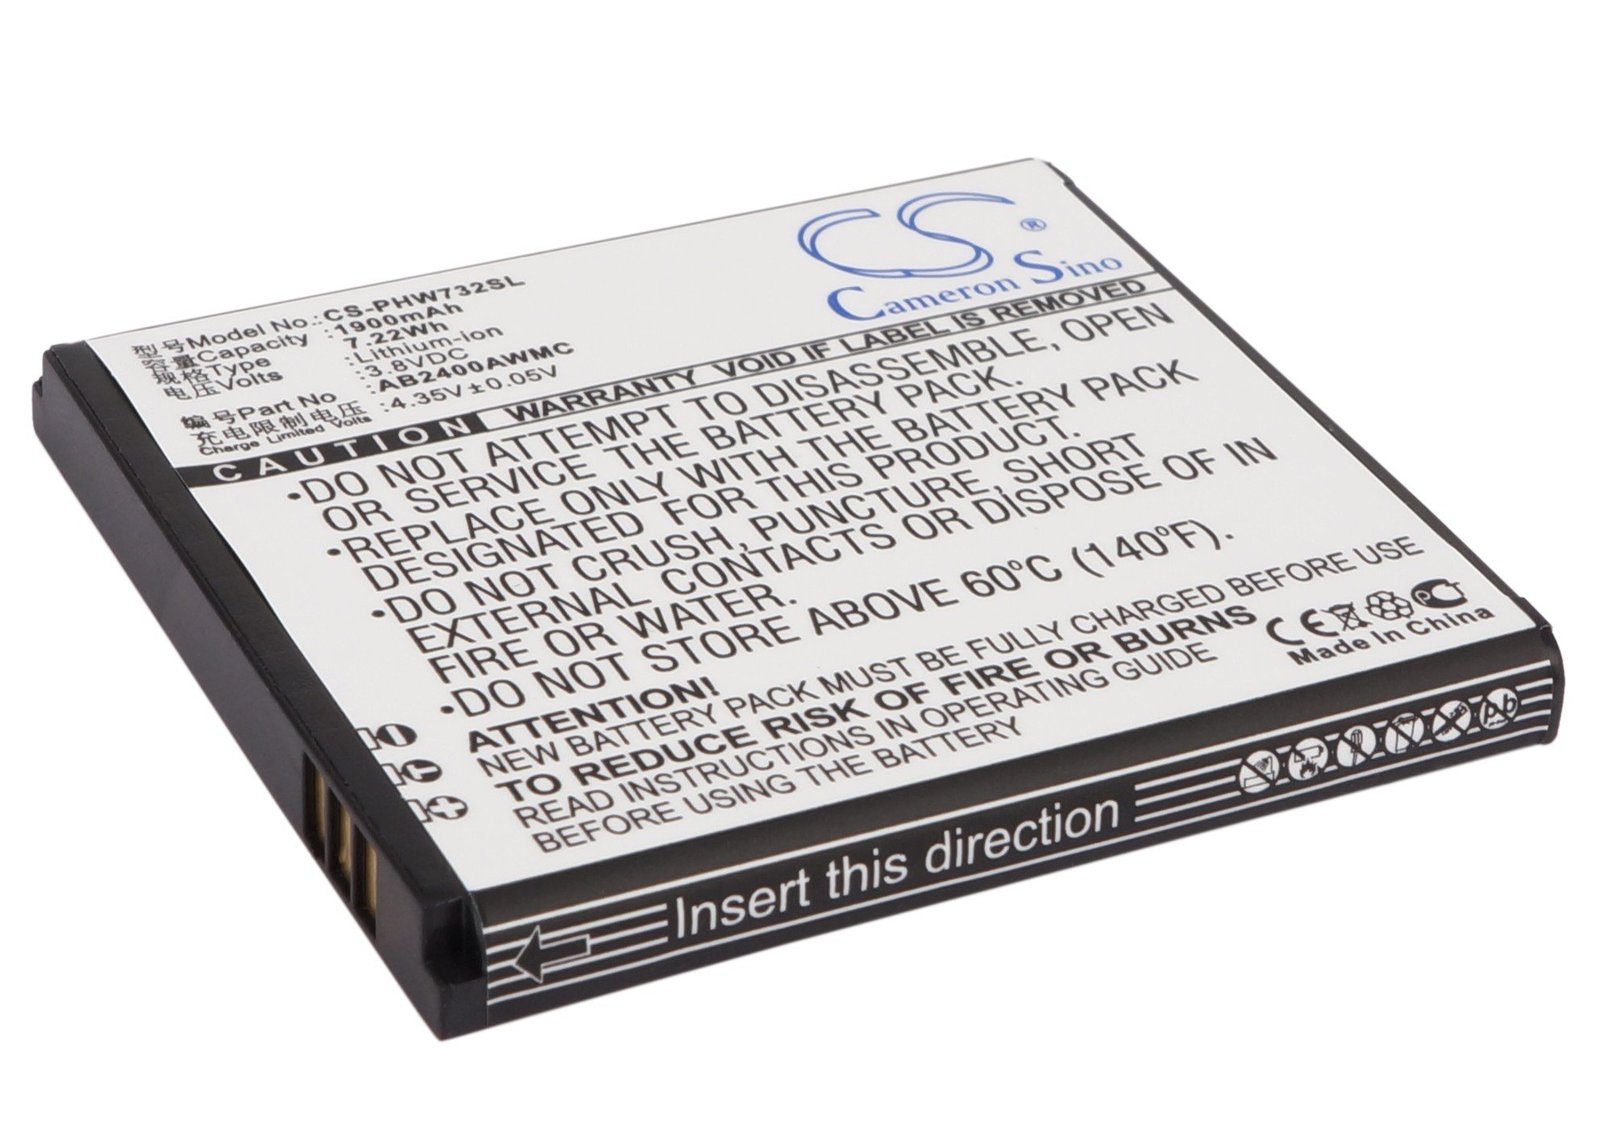 CS®
Cameron Sino
型号Model No.:CS-PHW732SL
容量Capacity :1900mAh
7.22Wh
规格Type :Lithium-ion
电压Volts :3.8VDC
编号Part No :AB2400AWMC
充电限制电压 :4.35V±0.05V
Charge Limited Volts
CAUTION WARRANTY VOID IF LABEL IS REMOVED
•DO NOT ATTEMPT TO DISASSEMBLE, OPEN
OR SERVICE THE BATTERY PACK.
•REPLACE ONLY WITH THE BATTERY PACK
DESIGNATED FOR THIS PRODUCT.
•DO NOT CRUSH, PUNCTURE, SHORT
EXTERNAL CONTACTS OR DISPOSE OF IN
FIRE OR WATER.
•DO NOT STORE ABOVE 60°C (140°F).
ATTENTION!
NEW BATTERY PACK MUST BE FULLY CHARGED BEFORE USE
TO REDUCE RISK OF FIRE OR BURNS
READ INSTRUCTIONS IN OPERATING GUIDE
BEFORE USING THE BATTERY
CE
Made in China
Insert this direction
pb